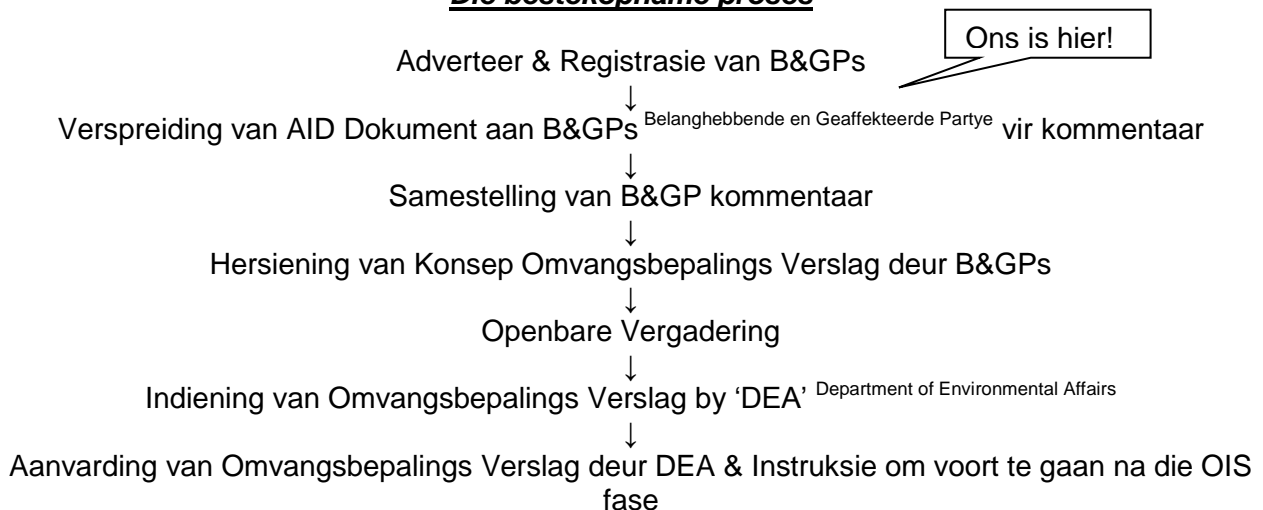 Die bestekopname proses
Ons is hier!
Adverteer & Registrasie van B&GPs
↓
Verspreiding van AID Dokument aan B&GPs Belanghebbende en Geaffekteerde Partye vir kommentaar
↓
Samestelling van B&GP kommentaar
↓
Hersiening van Konsep Omvangsbepalings Verslag deur B&GPs
↓
Openbare Vergadering
↓
Indiening van Omvangsbepalings Verslag by ‘DEA’ Department of Environmental Affairs
↓
Aanvarding van Omvangsbepalings Verslag deur DEA & Instruksie om voort te gaan na die OIS
fase